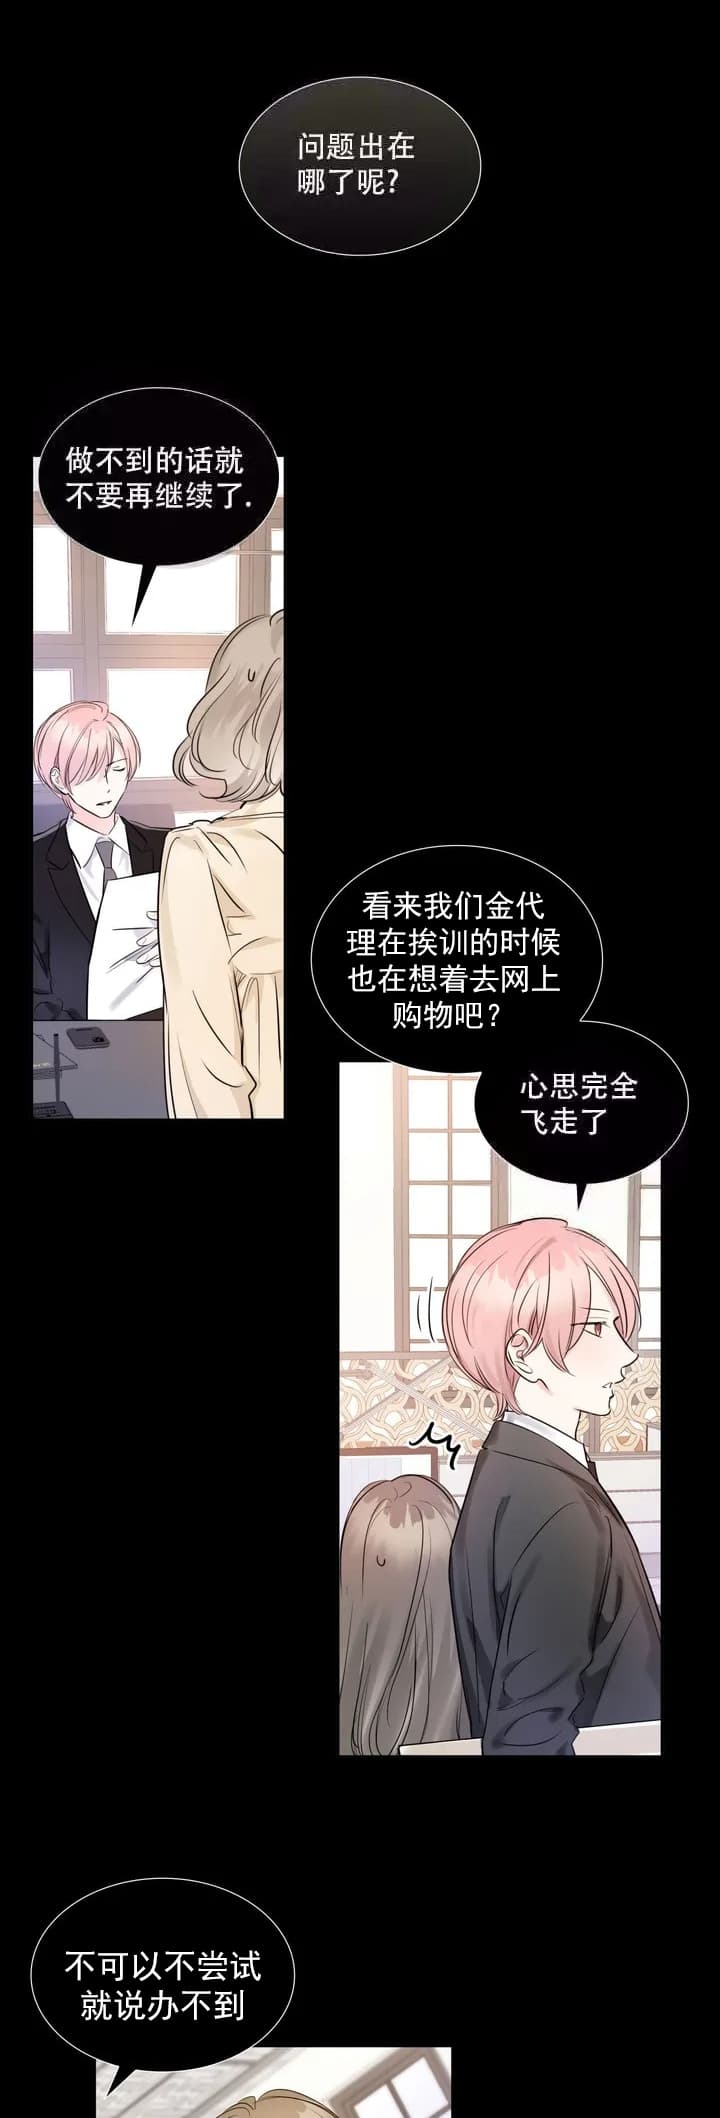 问题出在
哪了呢?
做不到的话就
不要再继续了.
看来我们金代
理在挨训的时候
也在想着去网上
购物吧?
心思完全
飞走了
不可以不尝试
就说办不到